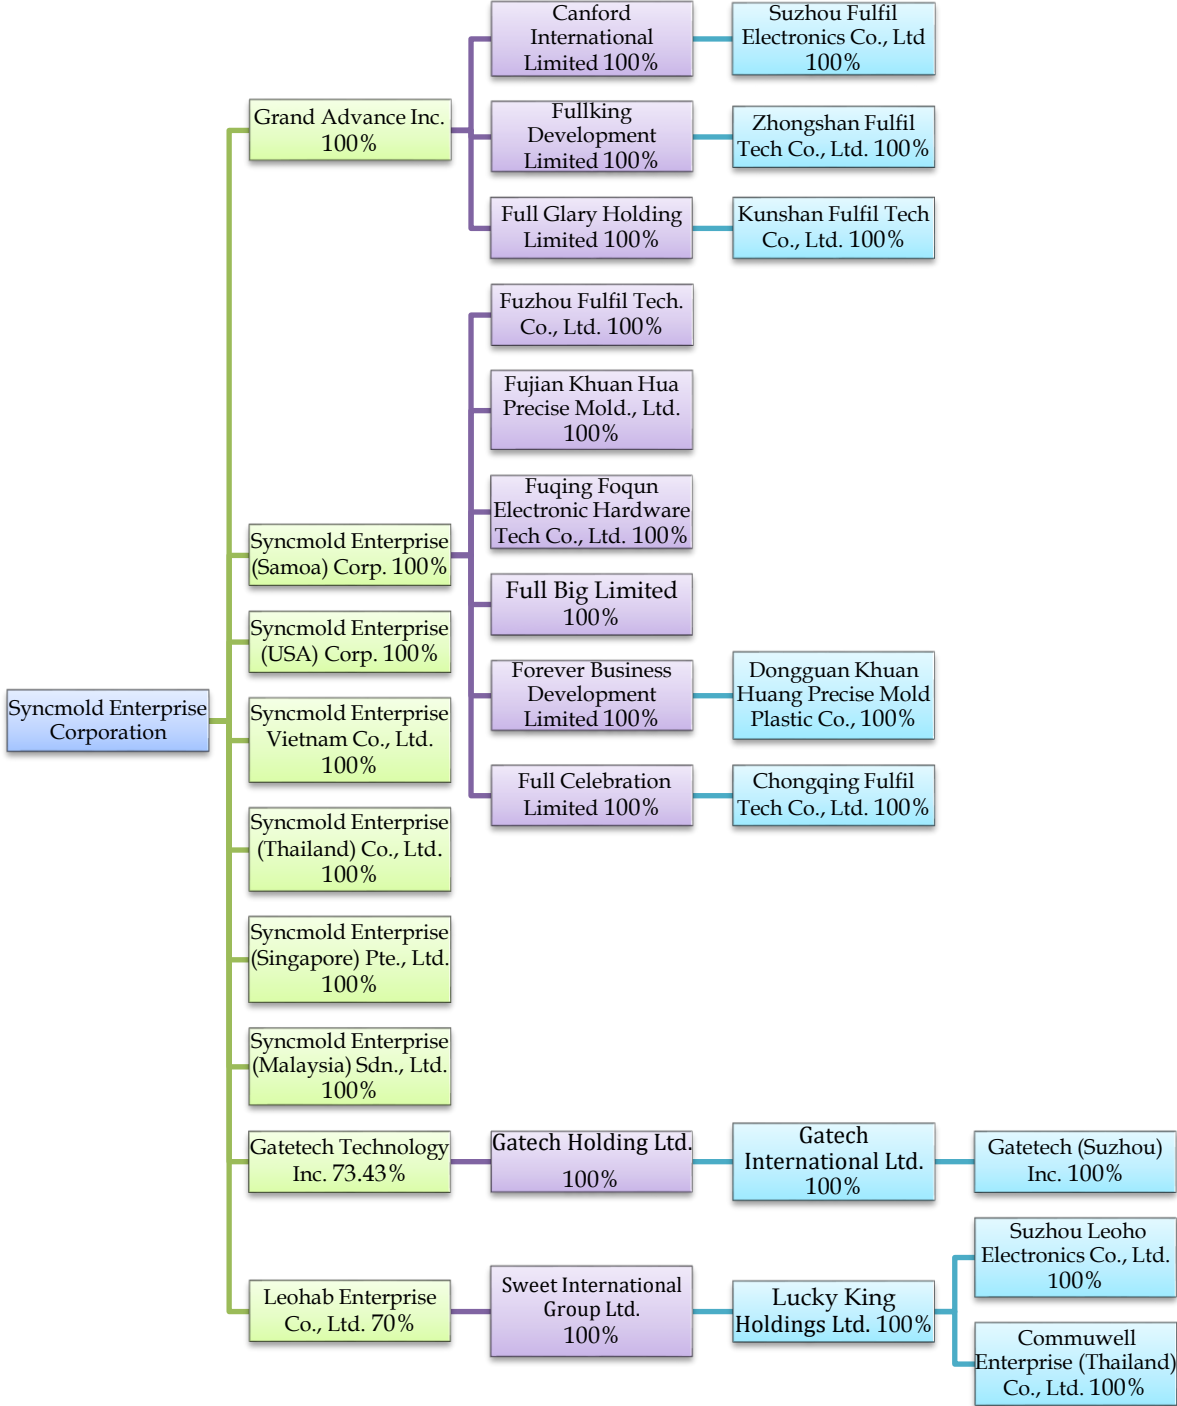 Syncmold Enterprise
Corporation
Grand Advance Inc.
100%
Canford
International
Limited 100%
Suzhou Fulfil
Electronics Co., Ltd
100%
Fullking
Development
Limited 100%
Zhongshan Fulfil
Tech Co., Ltd. 100%
Full Glary Holding
Limited 100%
Kunshan Fulfil Tech
Co., Ltd. 100%
Syncmold Enterprise
(Samoa) Corp. 100%
Fuzhou Fulfil Tech.
Co., Ltd. 100%
Fujian Khuan Hua
Precise Mold., Ltd.
100%
Fuqing Foqun
Electronic Hardware
Tech Co., Ltd. 100%
Full Big Limited
100%
Forever Business
Development
Limited 100%
Dongguan Khuan
Huang Precise Mold
Plastic Co., 100%
Full Celebration
Limited 100%
Chongqing Fulfil
Tech Co., Ltd. 100%
Syncmold Enterprise
(USA) Corp. 100%
Syncmold Enterprise
Vietnam Co., Ltd.
100%
Syncmold Enterprise
(Thailand) Co., Ltd.
100%
Syncmold Enterprise
(Singapore) Pte., Ltd.
100%
Syncmold Enterprise
(Malaysia) Sdn., Ltd.
100%
Gatetech Technology
Inc. 73.43%
Gatech Holding Ltd.
100%
Gatech
International Ltd.
100%
Gatetech (Suzhou)
Inc. 100%
Leohab Enterprise
Co., Ltd. 70%
Sweet International
Group Ltd.
100%
Lucky King
Holdings Ltd. 100%
Suzhou Leoho
Electronics Co., Ltd.
100%
Commuwell
Enterprise (Thailand)
Co., Ltd. 100%